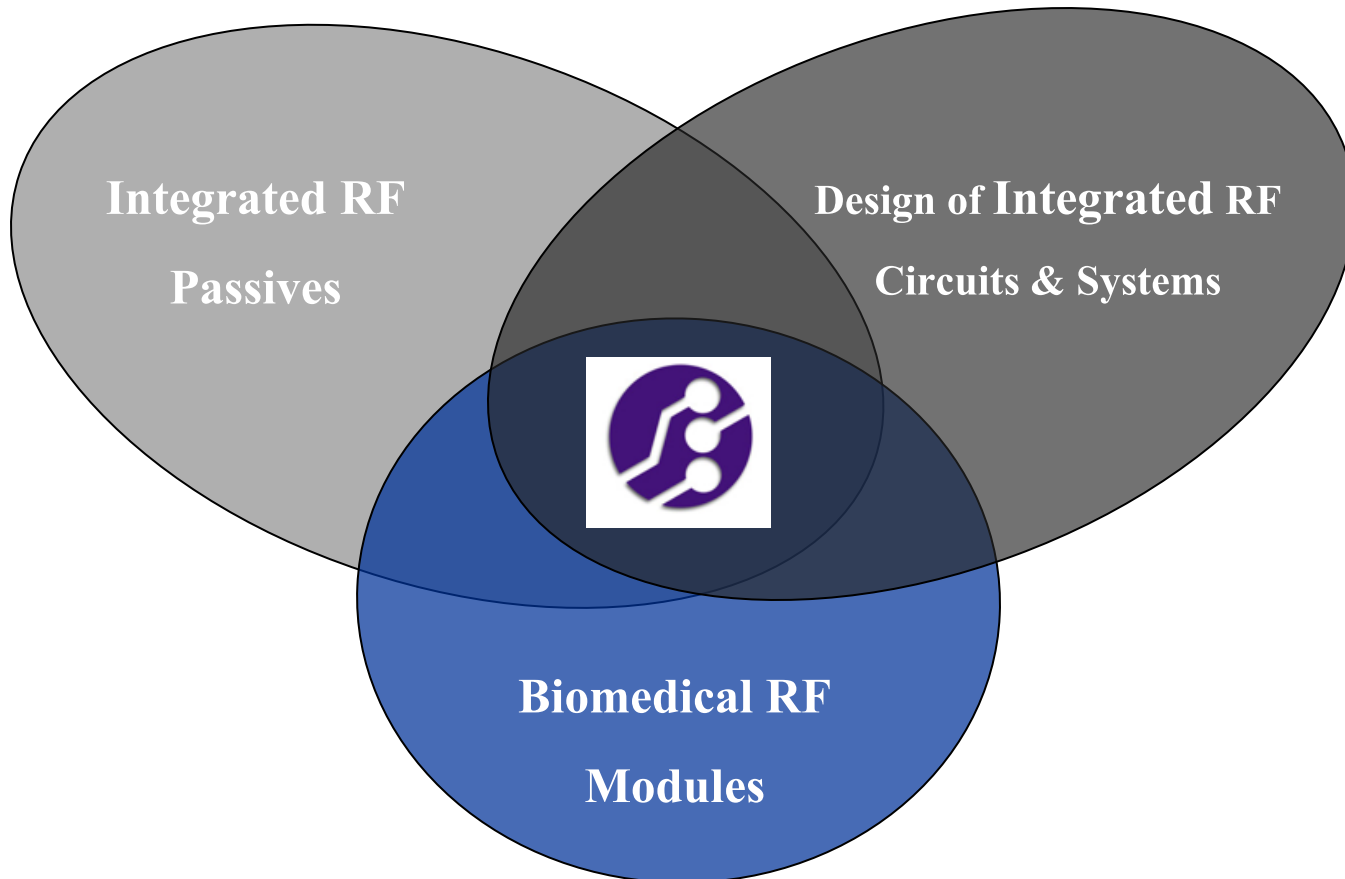 Integrated RF
Passives
Design of Integrated RF
Circuits & Systems
Biomedical RF
Modules